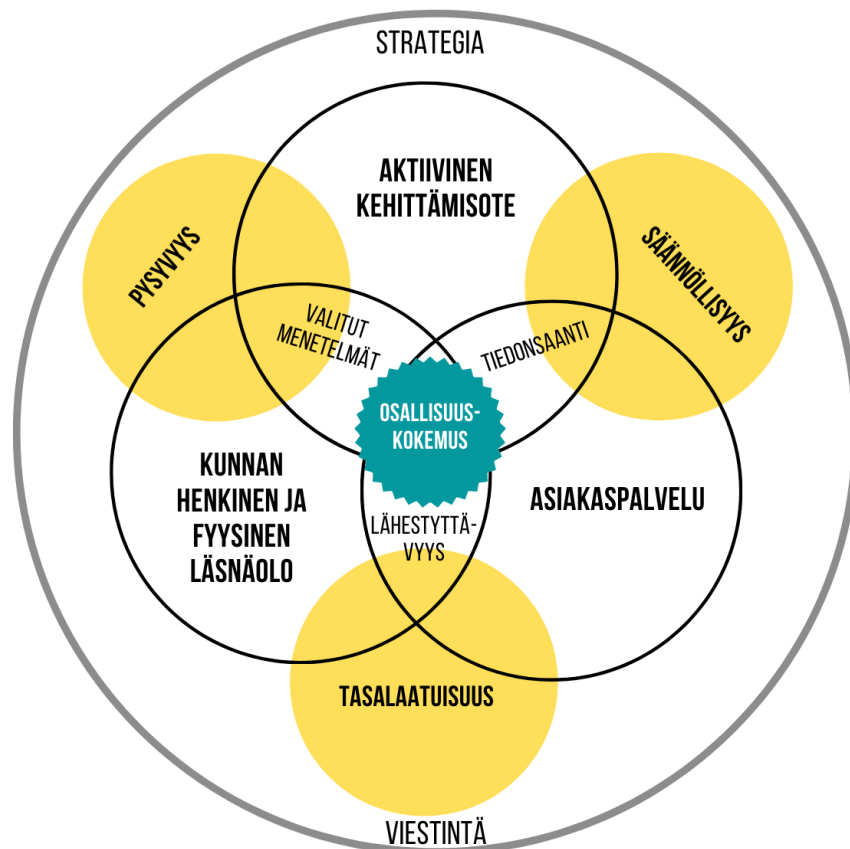 STRATEGIA
AKTIIVINEN
KEHITTÄMISOTE
PYSYVYYS
SÄÄNNÖLLISYYS
VALITUT
MENETELMÄT
TIEDONSAANTI
OSALLISUUS-
KOKEMUS
KUNNAN
HENKINEN JA
FYYSINEN
LÄSNÄOLO
ASIAKASPALVELU
LÄHESTYTTÄ-
VYYS
TASALAATUISUUS
VIESTINTÄ